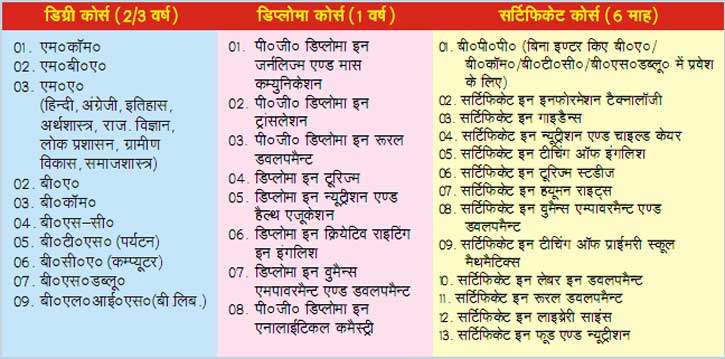 डिग्री कोर्स (2/3 वर्ष)
01. एम०कॉम०
02. एम०बी०ए०
03. एम०ए०
(हिन्दी, अंग्रेजी, इतिहास,
अर्थशास्त्र, राज. विज्ञान,
लोक प्रशासन, ग्रामीण
विकास, समाजशास्त्र)
02. बी०ए०
03. बी०कॉम०
04. बी०एस-सी०
05. बी०टी०एस० (पर्यटन)
06. बी०सी०ए० (कम्प्यूटर)
07. बी०एस०डब्लू०
09. बी०एल०आई०एस०(बी लिब.)
डिप्लोमा कोर्स (1 वर्ष)
01. पी०जी० डिप्लोमा इन
जर्नलिज्म एण्ड मास
कम्युनिकेशन
02. पी०जी० डिप्लोमा इन
ट्रांसलेशन
03. पी०जी० डिप्लोमा इन रूरल
डवलपमैन्ट
04. डिप्लोमा इन टूरिज्म
05. डिप्लोमा इन न्यूट्रीशन एण्ड
हैल्थ एजूकेशन
06. डिप्लोमा इन क्रियेटिव राइटिंग
इन इंगलिश
07. डिप्लोमा इन वुमैन्स
एमपावरमैन्ट एण्ड डवलपमैन्ट
08. पी०जी० डिप्लोमा इन
एनालाईटिकल कमैस्ट्री
सर्टिफिकेट कोर्स (6 माह)
01. बी०पी०पी० (बिना इण्टर किए बी०ए०/
बी०कॉम०/बी०टी०सी०/बी०एस०डब्लू० में प्रवेश
के लिए)
02. सर्टिफिकेट इन इनफोरमेशन टैक्नालॉजी
03. सर्टिफिकेट इन गाइडैन्स
04. सर्टिफिकेट इन न्यूट्रीशन एण्ड चाइल्ड केयर
05. सर्टिफिकेट इन टीचिंग ऑफ इंगलिश
06. सर्टिफिकेट इन टूरिज्म स्टडीज
07. सर्टिफिकेट इन हयूमन राइट्स
08. सर्टिफिकेट इन वुमैन्स एम्पावरमैन्ट एण्ड
डवलपमैन्ट
09. सर्टिफिकेट इन टीचिंग ऑफ प्राईमरी स्कूल
मैथमैटिक्स
10. सर्टिफिकेट इन लेबर इन डवलपमैन्ट
11. सर्टिफिकेट इन रूरल डवलपमैन्ट
12. सर्टिफिकेट इन लाइब्रेरी साइंस
13. सर्टिफिकेट इन फूड एण्ड न्यूट्रीशन